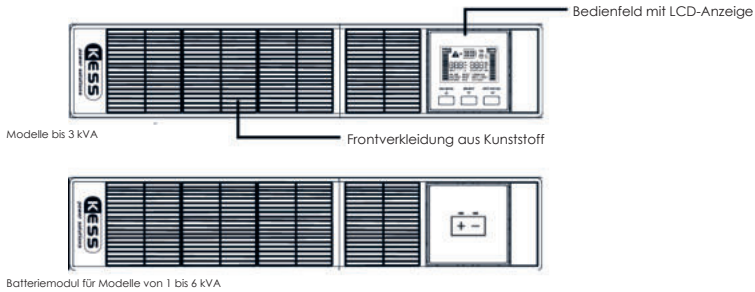 Bedienfeld mit LCD-Anzeige
KESS
power solutions
Modelle bis 3 kVA
Frontverkleidung aus Kunststoff
KESS
power solutions
Batteriemodul für Modelle von 1 bis 6 kVA